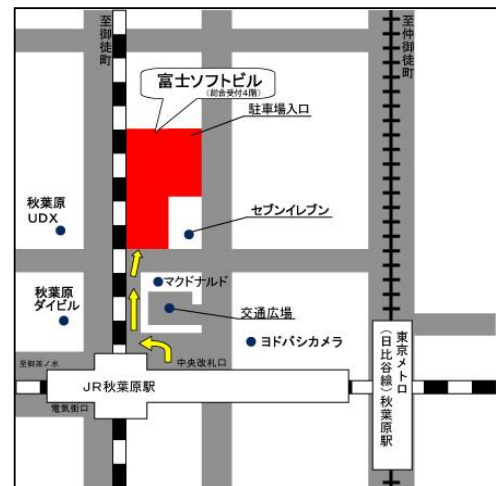 至御徒町
至仲御徒町
富士ソフトビル
(総合受付4階)
駐車場入口
秋葉原
UDX
セブンイレブン
マクドナルド
秋葉原
ダイビル
交通広場
ヨドバシカメラ
東京メトロ
(日比谷線)秋葉原駅
至御茶ノ水
中央改札口
JR秋葉原駅
電気街口